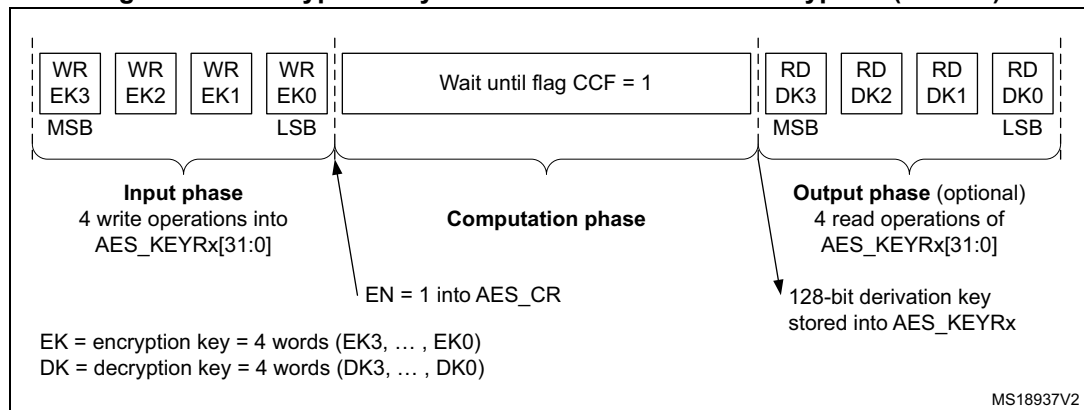 WR
EK3
WR
EK2
WR
EK1
WR
EK0
Wait until flag CCF = 1
RD
DK3
RD
DK2
RD
DK1
RD
DK0
MSB
LSB
MSB
LSB
Input phase
4 write operations into
AES_KEYRx[31:0]
Computation phase
Output phase (optional)
4 read operations of
AES_KEYRx[31:0]
EN = 1 into AES_CR
128-bit derivation key
stored into AES_KEYRx
EK = encryption key = 4 words (EK3, … , EK0)
DK = decryption key = 4 words (DK3, … , DK0)
MS18937V2